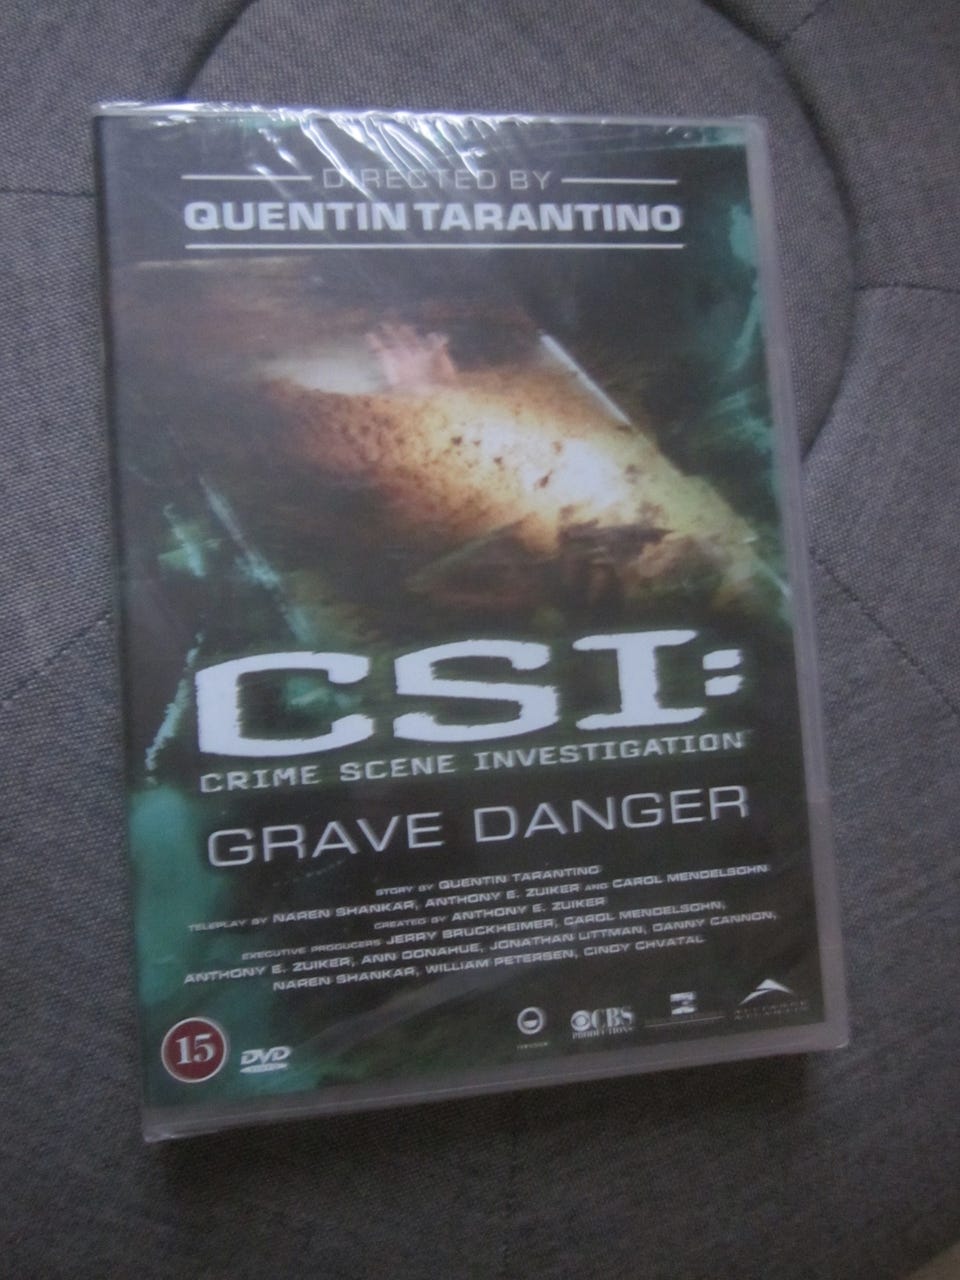 DIRECTED BY
QUENTIN TARANTINO
CSI:
CRIME SCENE INVESTIGATION
GRAVE DANGER
STORY BY QUENTIN TARANTINO
TELEPLAY BY NAREN SHANKAR, ANTHONY E. ZUIKER AND CAROL MENDELSOHN
CREATED BY ANTHONY E. ZUIKER
EXECUTIVE PRODUCERS JERRY BRUCKHEIMER, CAROL MENDELSOHN,
ANTHONY E. ZUIKER, ANN DONAHUE, JONATHAN LITTMAN, DANNY CANNON,
NAREN SHANKAR, WILLIAM PETERSEN, CINDY CHVATAL
15
DVD
CBS
PRODUCTIONS